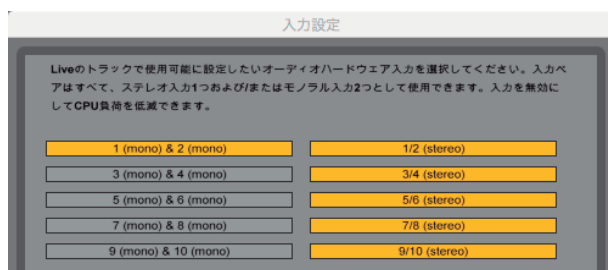 入力設定
Liveのトラックで使用可能に設定したいオーディオハードウェア入力を選択してください。入力ペ
アはすべて、ステレオ入力1つおよび/またはモノラル入力2つとして使用できます。入力を無効に
してCPU負荷を低減できます。
1 (mono) & 2 (mono) 1/2 (stereo)
3 (mono) & 4 (mono) 3/4 (stereo)
5 (mono) & 6 (mono) 5/6 (stereo)
7 (mono) & 8 (mono) 7/8 (stereo)
9 (mono) & 10 (mono) 9/10 (stereo)